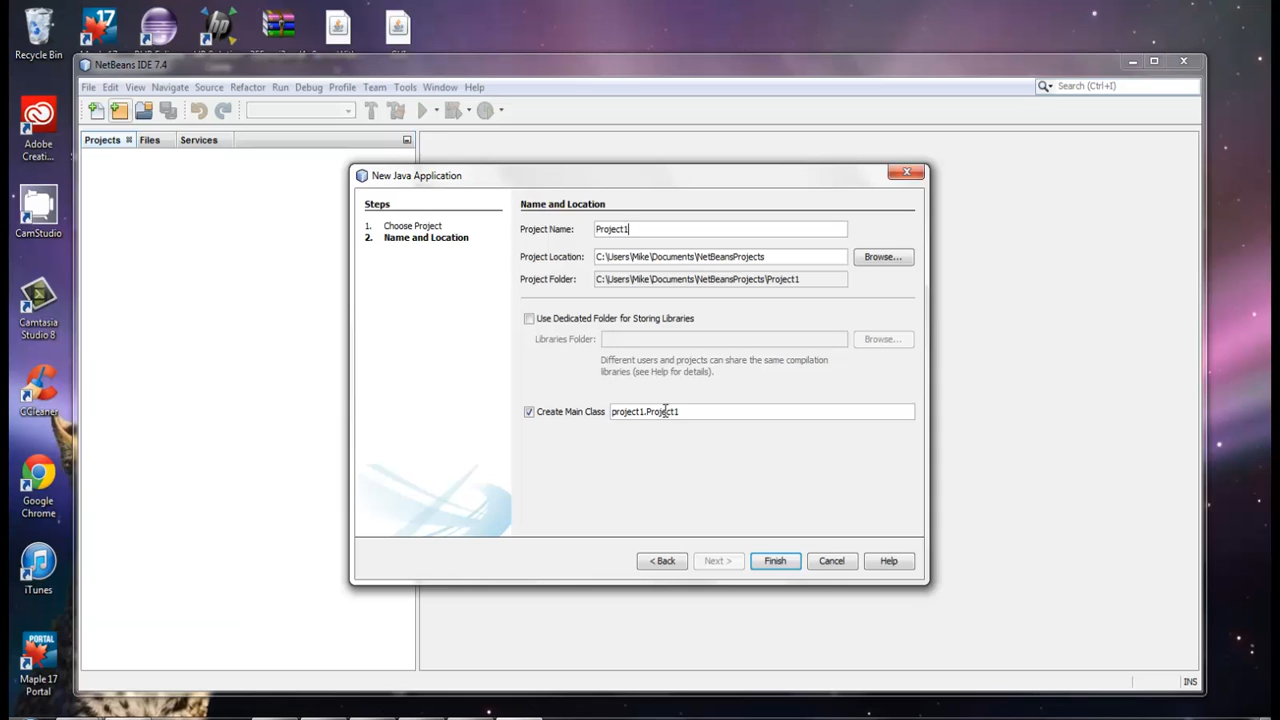 Recycle Bin
Maple 17
NetBeans IDE 7.4
File Edit View Navigate Source Refactor Run Debug Profile Team Tools Window Help
Search (Ctrl+I)
Projects Files Services
Adobe
Creati...
CamStudio
Camtasia
Studio 8
CCleaner
Google
Chrome
iTunes
PORTAL
Maple 17
Portal
New Java Application
Steps
1. Choose Project
2. Name and Location
Name and Location
Project Name: Project1
Project Location: C:\Users\Mike\Documents\NetBeansProjects Browse...
Project Folder: C:\Users\Mike\Documents\NetBeansProjects\Project1
Use Dedicated Folder for Storing Libraries
Libraries Folder: Browse...
Different users and projects can share the same compilation
libraries (see Help for details).
Create Main Class project1.Project1
< Back Next > Finish Cancel Help
INS